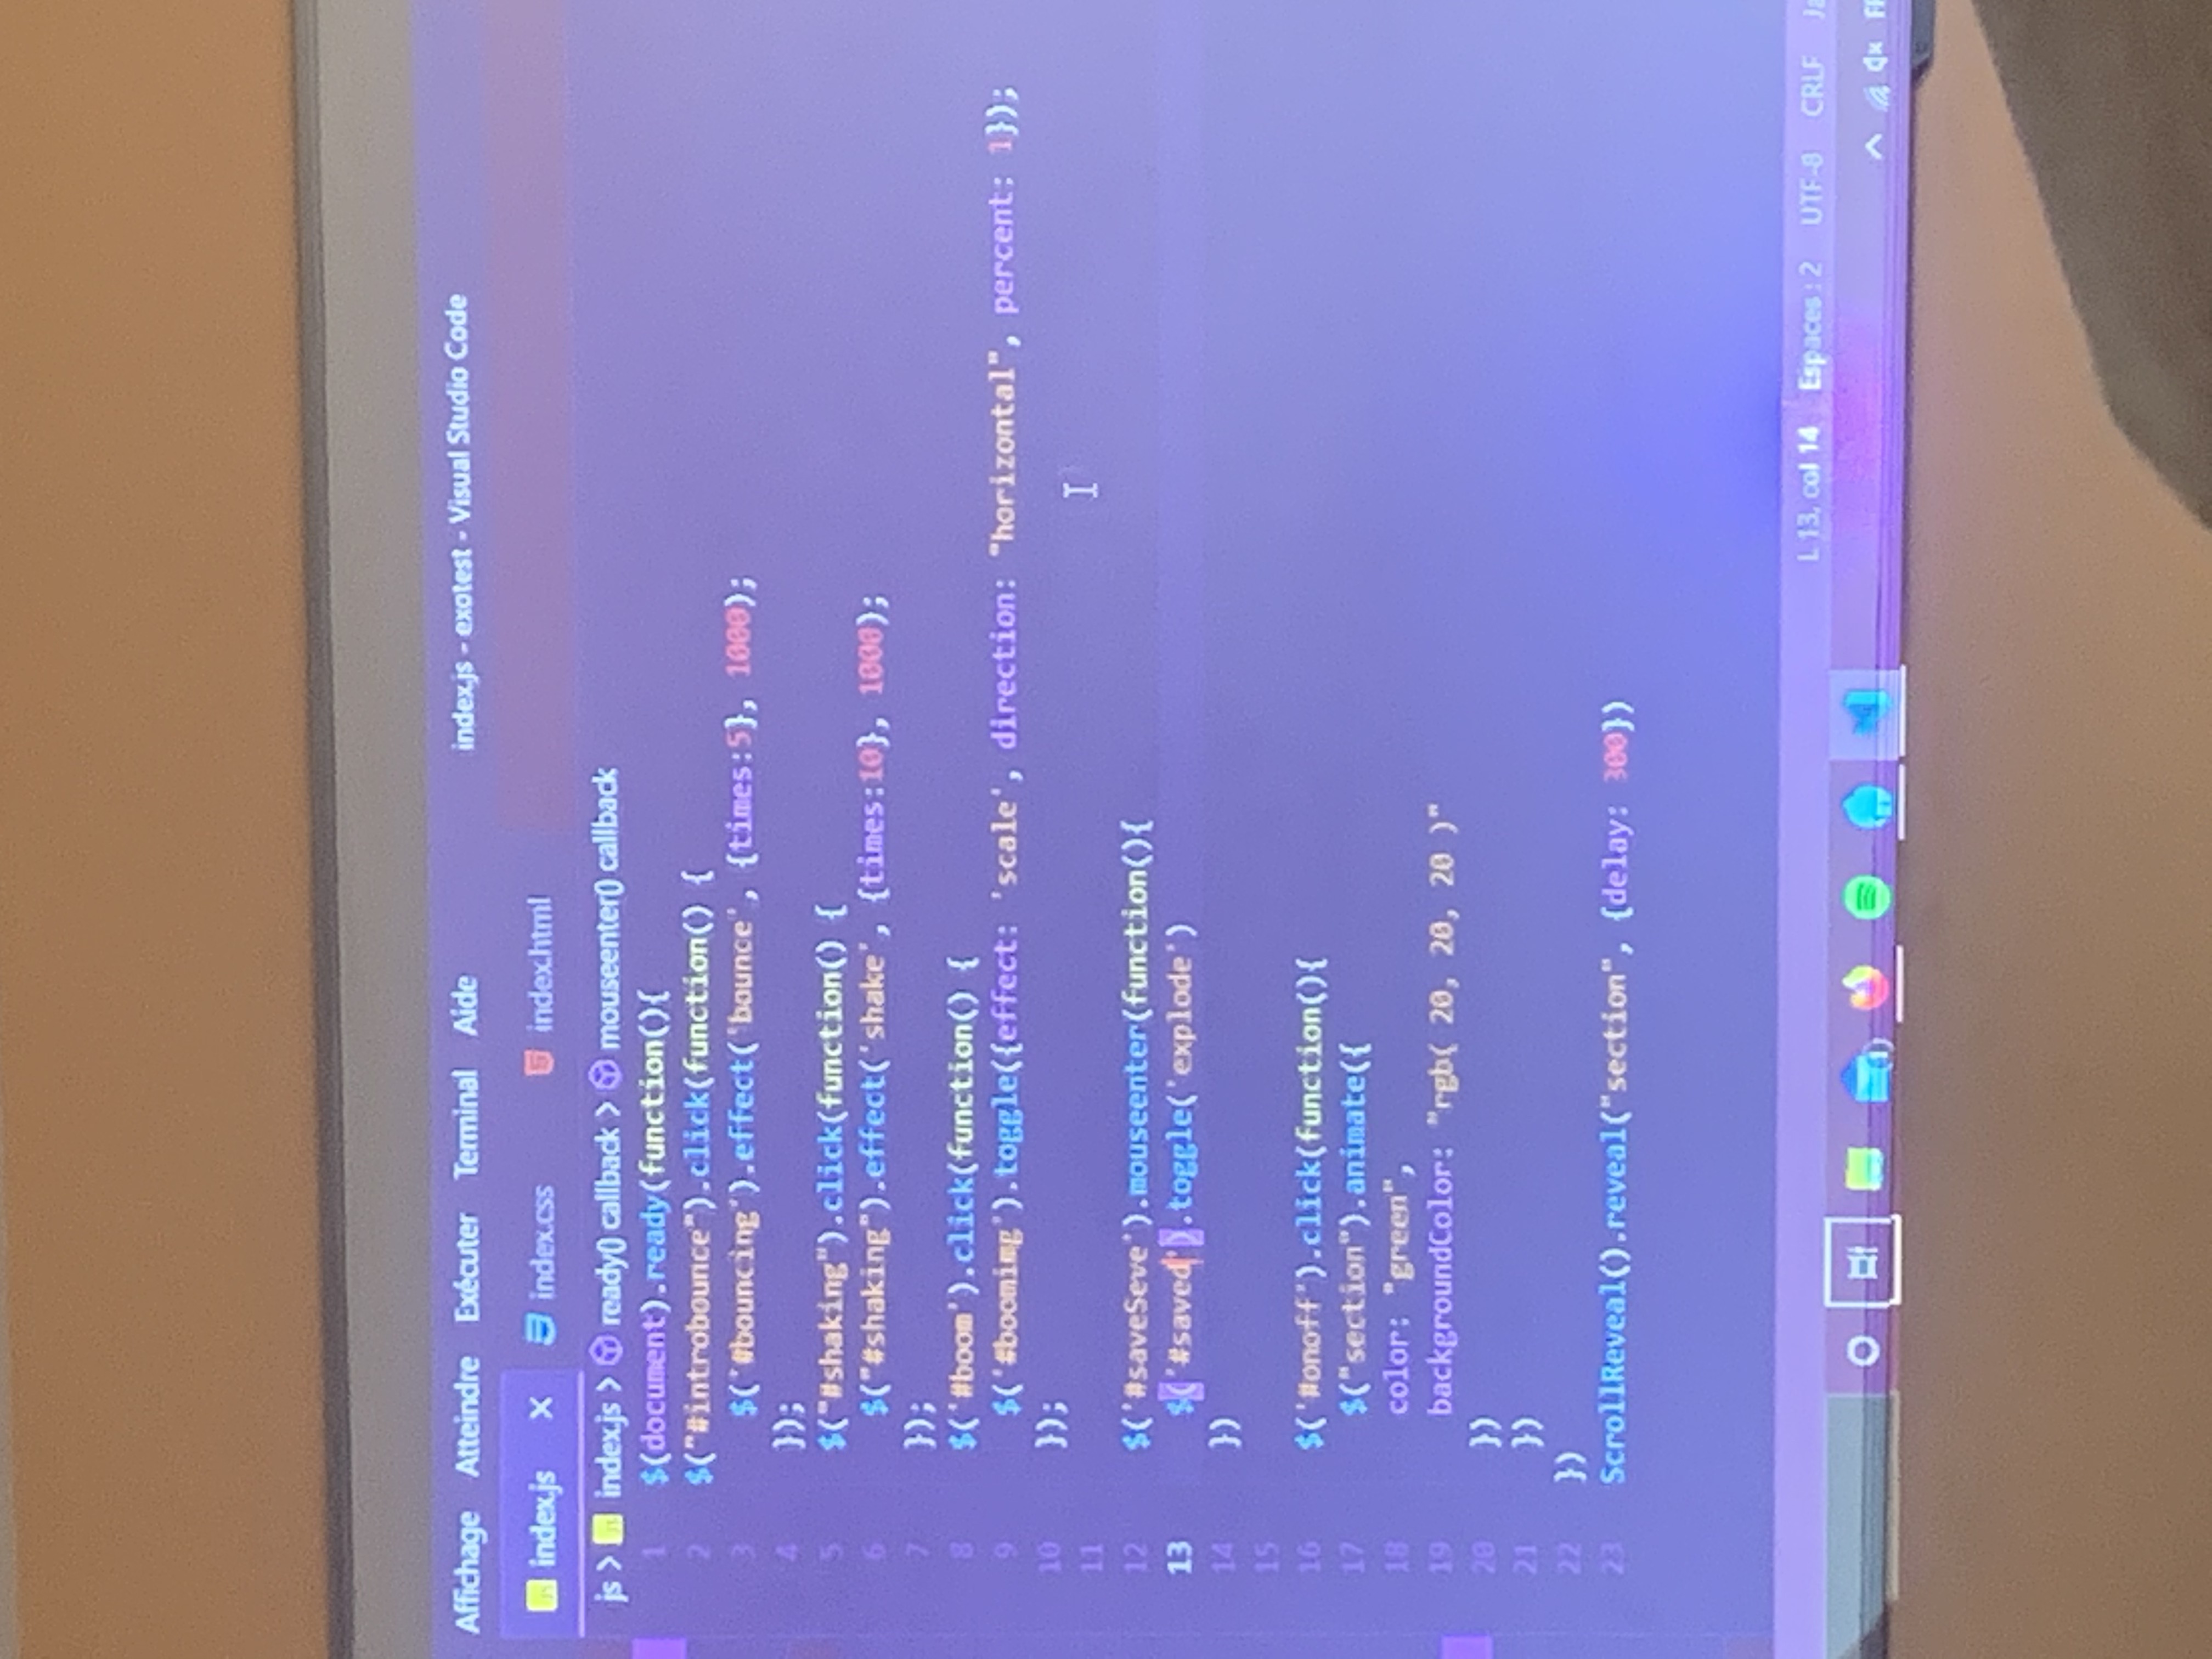 Affichage Atteindre Exécuter Terminal Aide index.js - exotest - Visual Studio Code
index.js × index.css index.html
js > index.js > ready() callback > mouseenter() callback
1 $(document).ready(function(){
2 $("#introbounce").click(function() {
3 $('#bouncing').effect('bounce', {times:5}, 1000);
4 });
5 $("#shaking").click(function() {
6 $("#shaking").effect('shake', {times:10}, 1000);
7 });
8 $('#boom').click(function() {
9 $('#boomimg').toggle({effect: 'scale', direction: "horizontal", percent: 1});
10 });
11
12 $('#saveSeve').mouseenter(function(){
13 $('#saved').toggle('explode')
14 })
15
16 $('#onoff').click(function(){
17 $("section").animate({
18 color: "green",
19 backgroundColor: "rgb( 20, 20, 20 )"
20 })
21 })
22 })
23 ScrollReveal().reveal("section", {delay: 300})
L 13, col 14 Espaces : 2 UTF-8 CRLF Ja